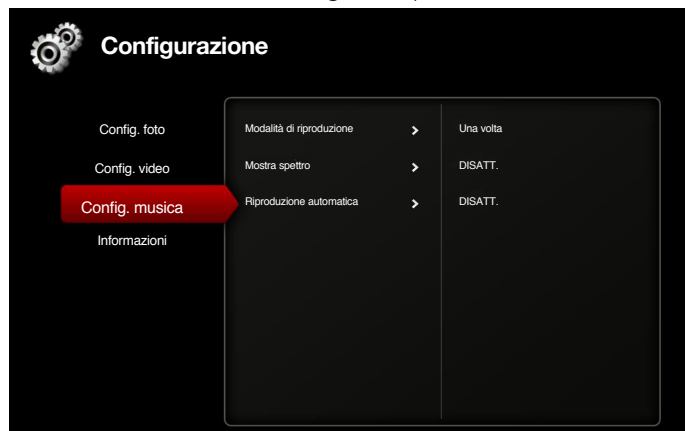 Configurazione
Config. foto
Config. video
Config. musica
Informazioni
Modalità di riproduzione > Una volta
Mostra spettro > DISATT.
Riproduzione automatica > DISATT.